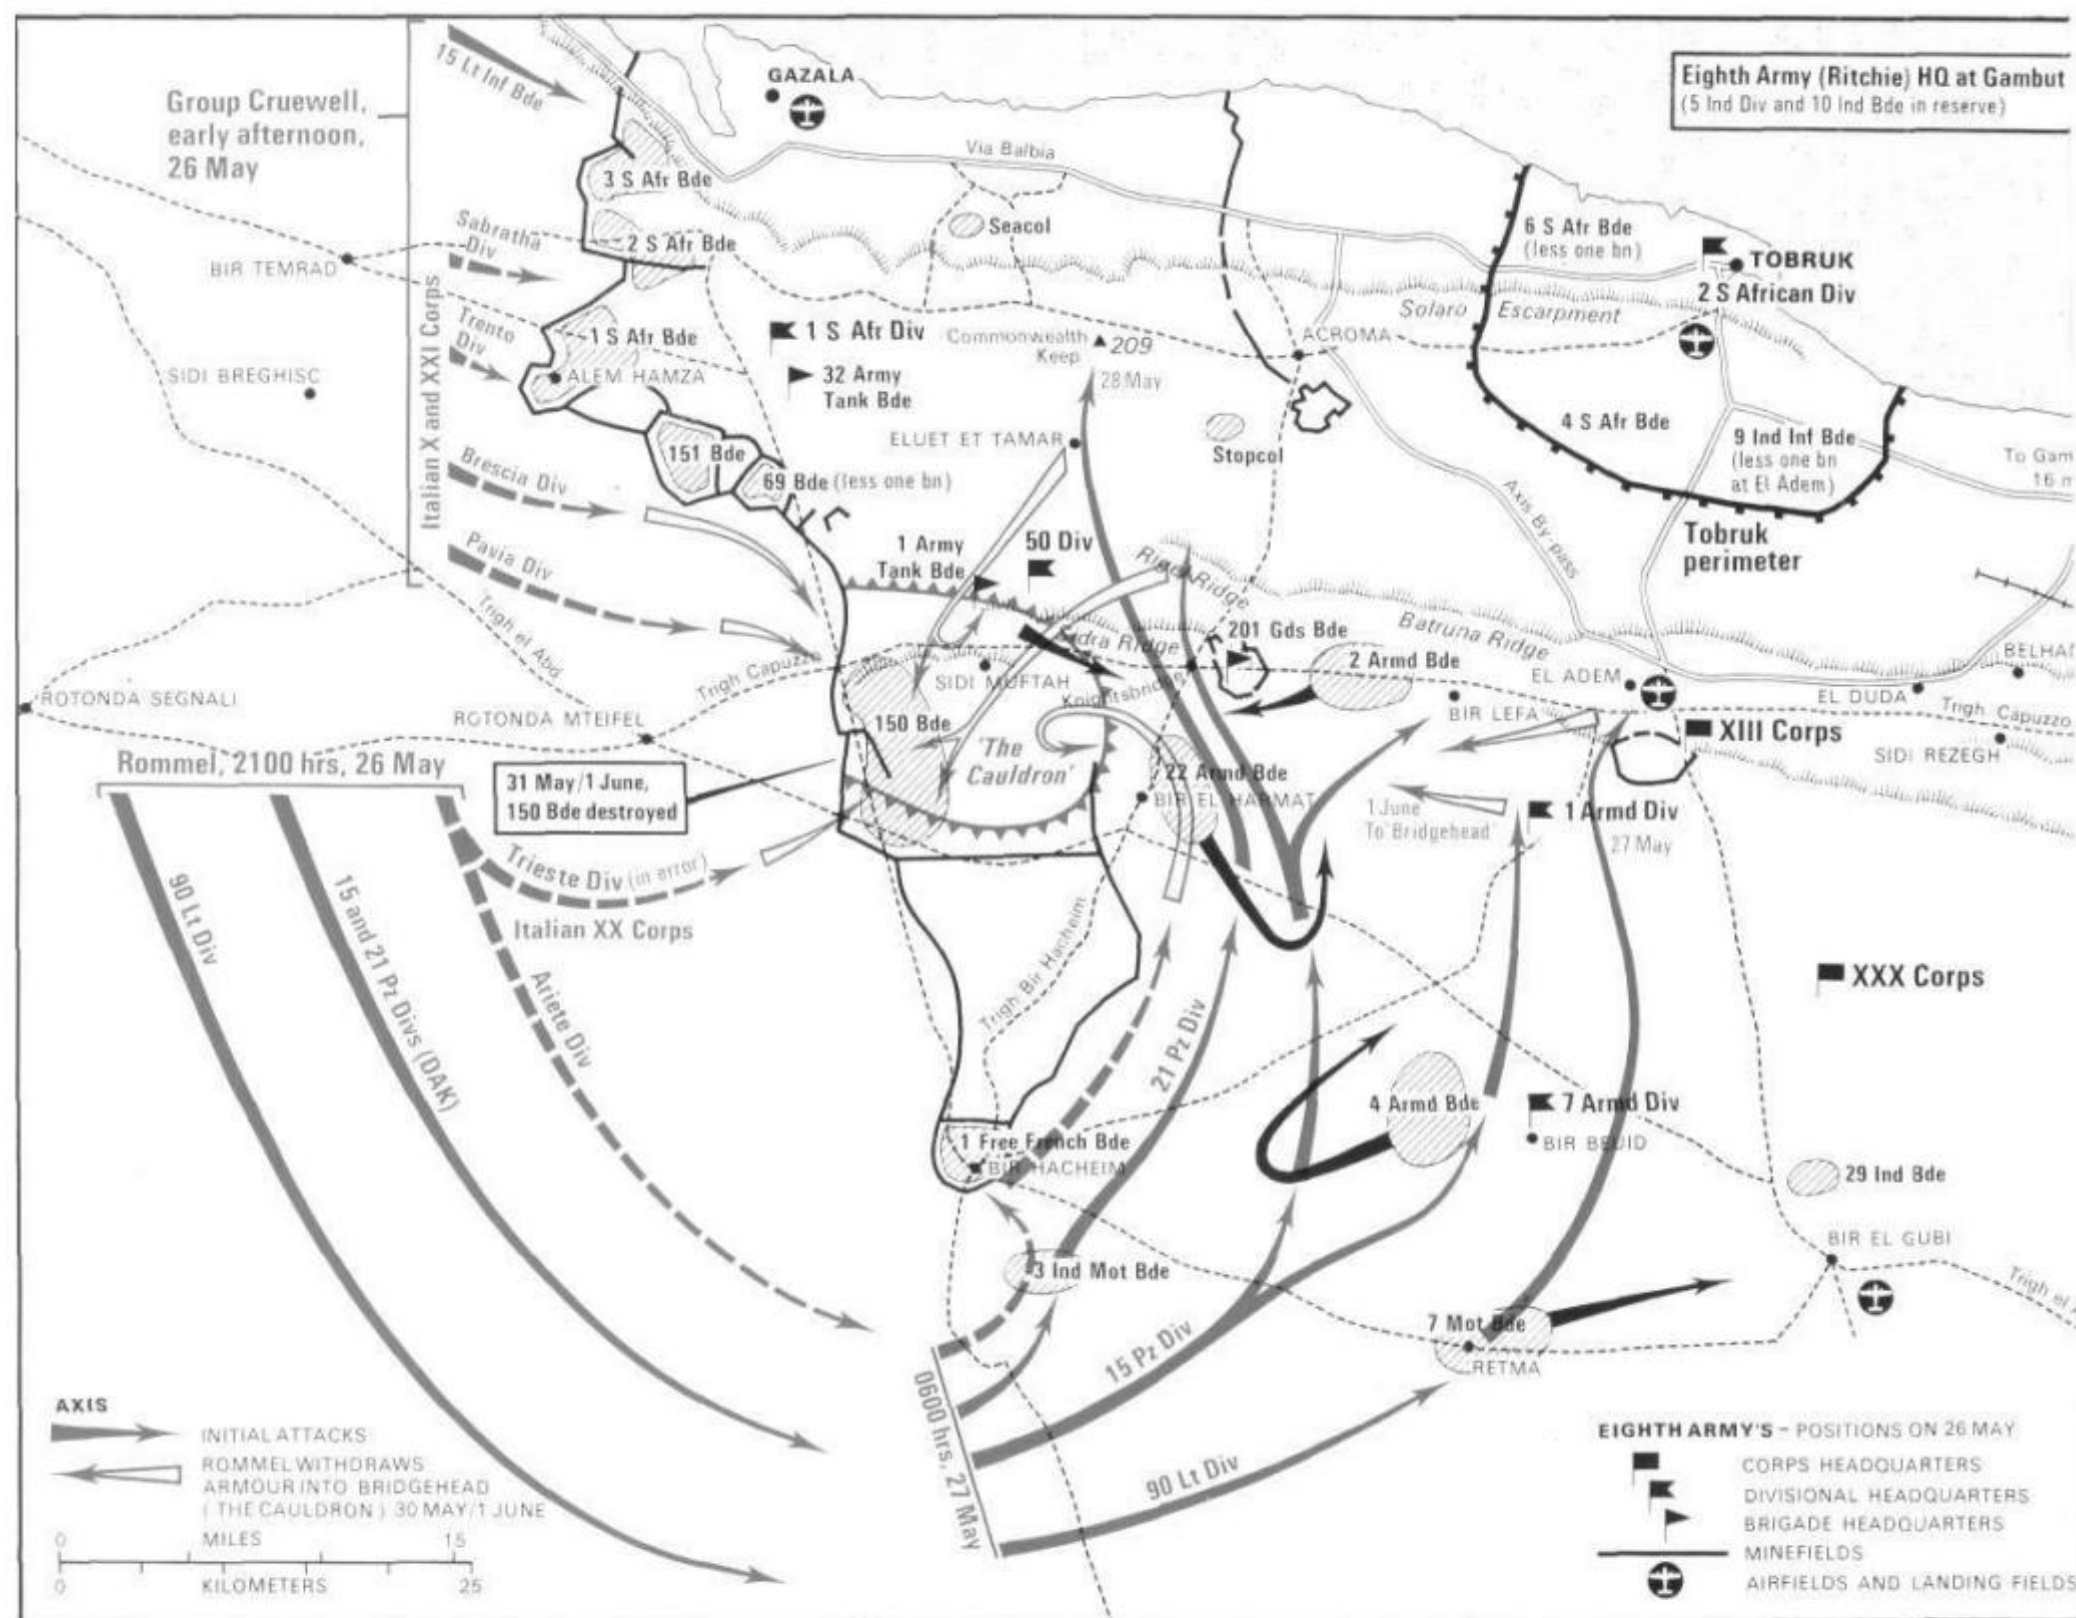 Eighth Army (Ritchie) HQ at Gambut
(5 Ind Div and 10 Ind Bde in reserve)
15 Lt Inf Bde
GAZALA
Group Cruewell,
early afternoon,
26 May
Via Balbia
3 S Afr Bde
Sabratha
Div
2 S Afr Bde
Seacol
6 S Afr Bde
(less one bn)
TOBRUK
2 S African Div
BIR TEMRAD
Italian X and XXI Corps
Trento
Div
1 S Afr Bde
1 S Afr Div
Commonwealth
Keep
209
28 May
ACROMA
Solaro Escarpment
SIDI BREGHISC
ALEM HAMZA
32 Army
Tank Bde
ELUET ET TAMAR
Stopcol
4 S Afr Bde
9 Ind Inf Bde
(less one bn
at El Adem)
To Gam
16 m
151 Bde
69 Bde (less one bn)
Brescia Div
Axis By-pass
Tobruk
perimeter
Pavia Div
1 Army
Tank Bde
50 Div
Rigel Ridge
Trigh el Abd
Sidra Ridge
201 Gds Bde
Batruna Ridge
2 Armd Bde
BELHA
Trigh Capuzzo
SIDI MUFTAH
Knightsbridge
EL ADEM
BIR LEFA
EL DUDA
Trigh Capuzzo
ROTONDA SEGNALI
ROTONDA MTEIFEL
150 Bde
'The
Cauldron'
XIII Corps
SIDI REZEGH
Rommel, 2100 hrs, 26 May
31 May/1 June,
150 Bde destroyed
22 Armd Bde
BIR EL HARMAT
1 June
To Bridgehead
1 Armd Div
27 May
Trieste Div (in error)
Italian XX Corps
90 Lt Div
15 and 21 Pz Divs (DAK)
Ariete Div
Trigh Bir Hacheim
21 Pz Div
XXX Corps
4 Armd Bde
7 Armd Div
BIR BEUID
1 Free French Bde
BIR HACHEIM
29 Ind Bde
BIR EL GUBI
Trigh el
3 Ind Mot Bde
7 Mot Bde
RETMA
15 Pz Div
0600 hrs, 27 May
90 Lt Div
AXIS
INITIAL ATTACKS
ROMMEL WITHDRAWS
ARMOUR INTO BRIDGEHEAD
( THE CAULDRON ) 30 MAY/1 JUNE
0 MILES 15
0 KILOMETERS 25
EIGHTH ARMY'S – POSITIONS ON 26 MAY
CORPS HEADQUARTERS
DIVISIONAL HEADQUARTERS
BRIGADE HEADQUARTERS
MINEFIELDS
AIRFIELDS AND LANDING FIELDS